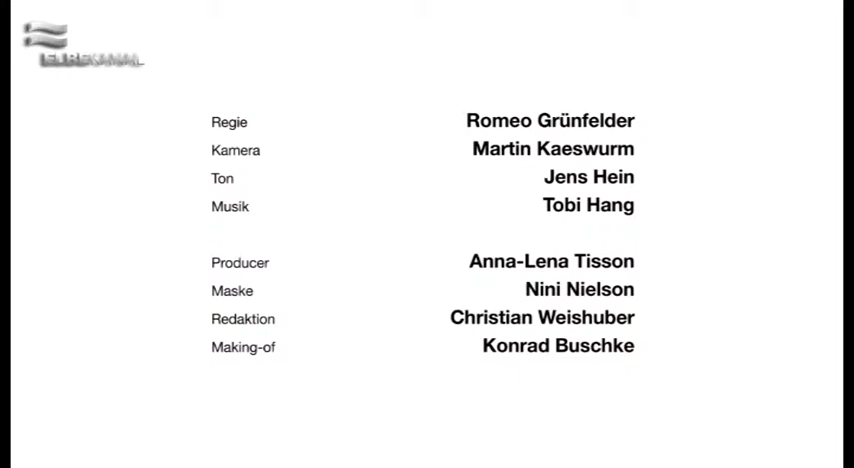 ELBEKANAL
Regie Romeo Grünfelder
Kamera Martin Kaeswurm
Ton Jens Hein
Musik Tobi Hang
Producer Anna-Lena Tisson
Maske Nini Nielson
Redaktion Christian Weishuber
Making-of Konrad Buschke